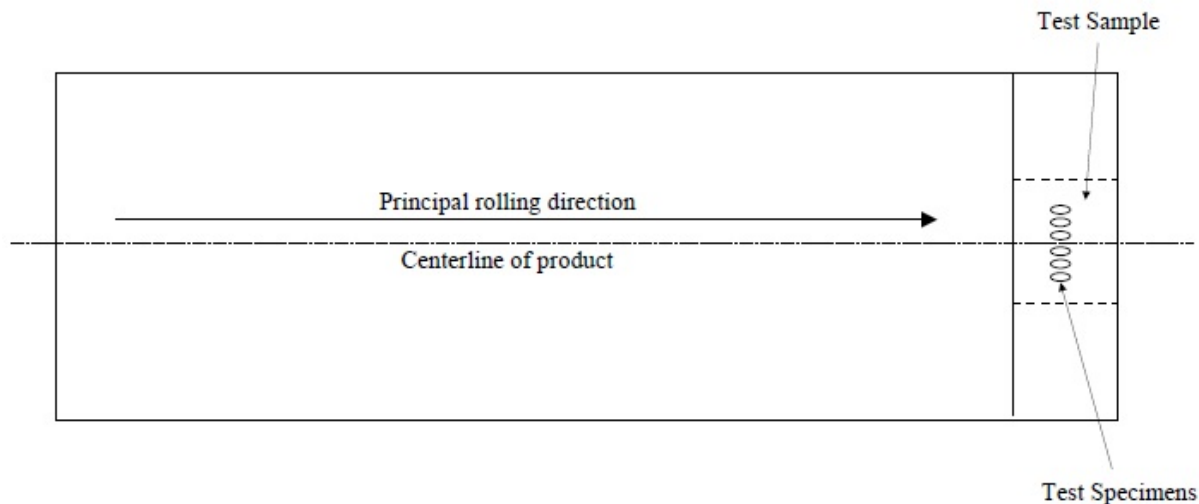 Test Sample
Principal rolling direction
Centerline of product
Test Specimens